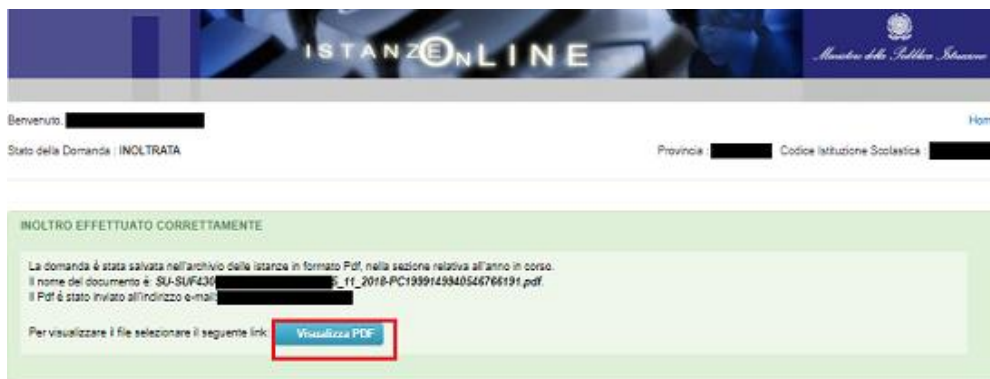 ISTANZE ONLINE
Ministero della Pubblica Istruzione
Benvenuto.
Hom
Stato della Domanda : INOLTRATA
Provincia : Codice Istituzione Scolastica :
INOLTRO EFFETTUATO CORRETTAMENTE
La domanda è stata salvata nell'archivio delle istanze in formato Pdf, nella sezione relativa all'anno in corso.
Il nome del documento è: SU-SUF430 _11_2018-PC1999149940546766191.pdf.
Il Pdf è stato inviato all'indirizzo e-mail:
Per visualizzare il file selezionare il seguente link: Visualizza PDF